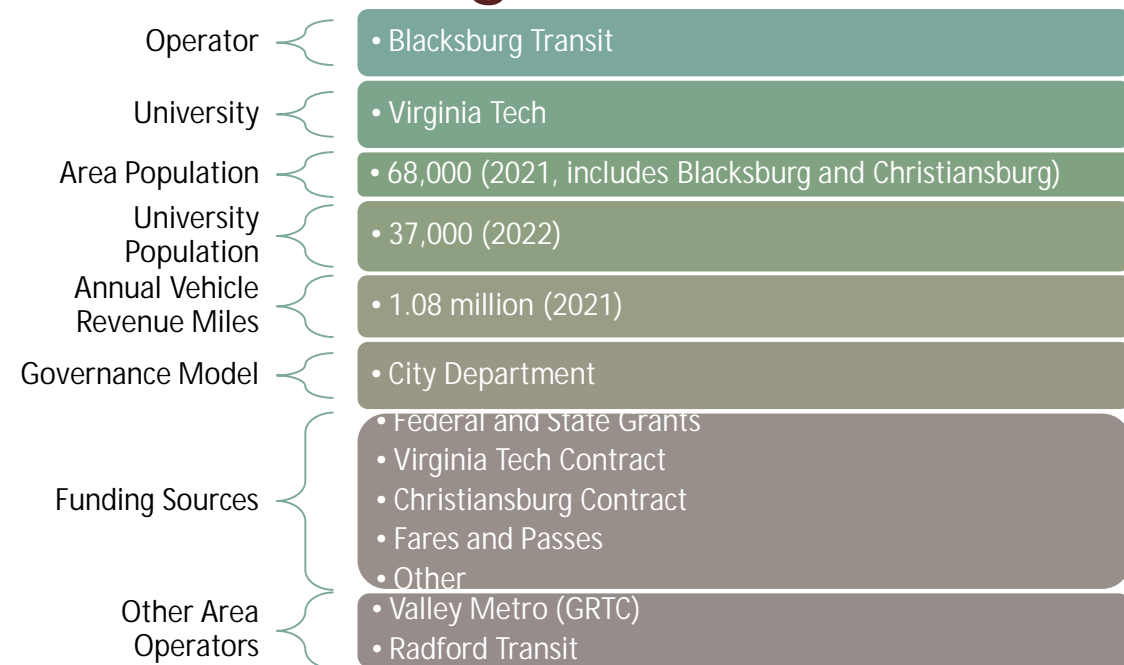 Operator
• Blacksburg Transit
University
• Virginia Tech
Area Population
• 68,000 (2021, includes Blacksburg and Christiansburg)
University
Population
• 37,000 (2022)
Annual Vehicle
Revenue Miles
• 1.08 million (2021)
Governance Model
• City Department
Funding Sources
• Federal and State Grants
• Virginia Tech Contract
• Christiansburg Contract
• Fares and Passes
• Other
Other Area
Operators
• Valley Metro (GRTC)
• Radford Transit